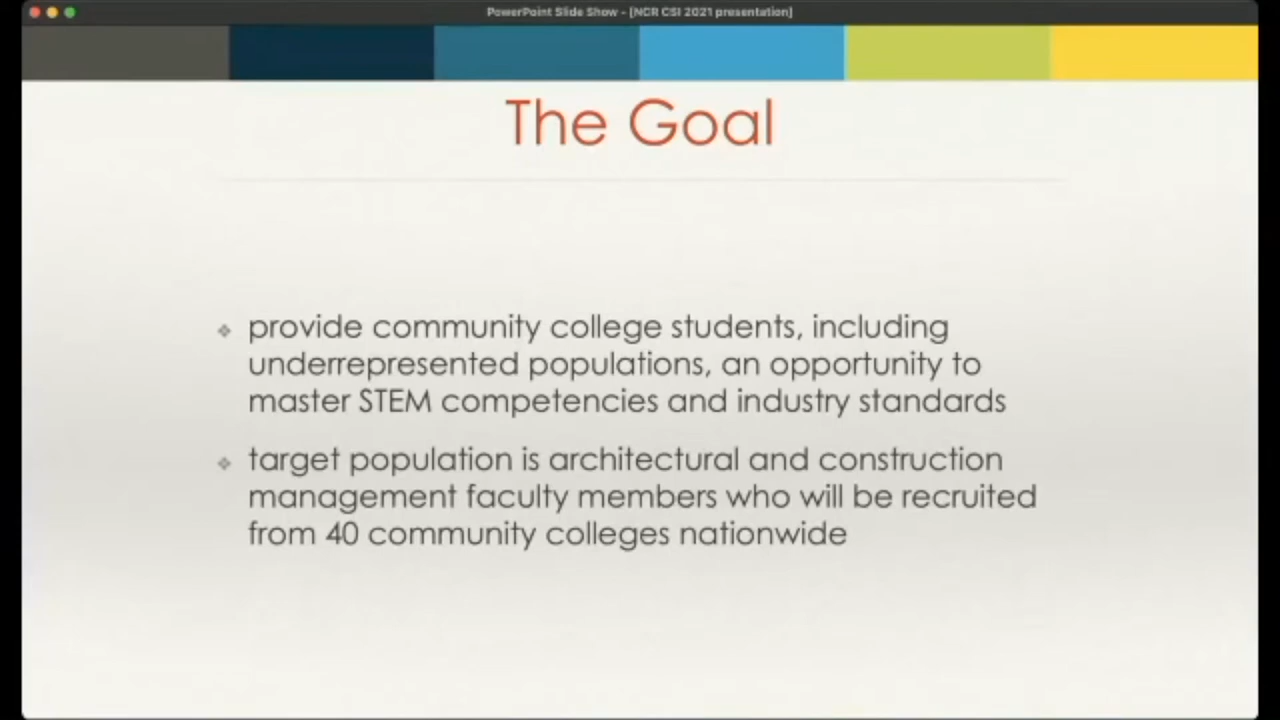 PowerPoint Slide Show - [NCR CSI 2021 presentation]
The Goal
provide community college students, including
underrepresented populations, an opportunity to
master STEM competencies and industry standards
target population is architectural and construction
management faculty members who will be recruited
from 40 community colleges nationwide